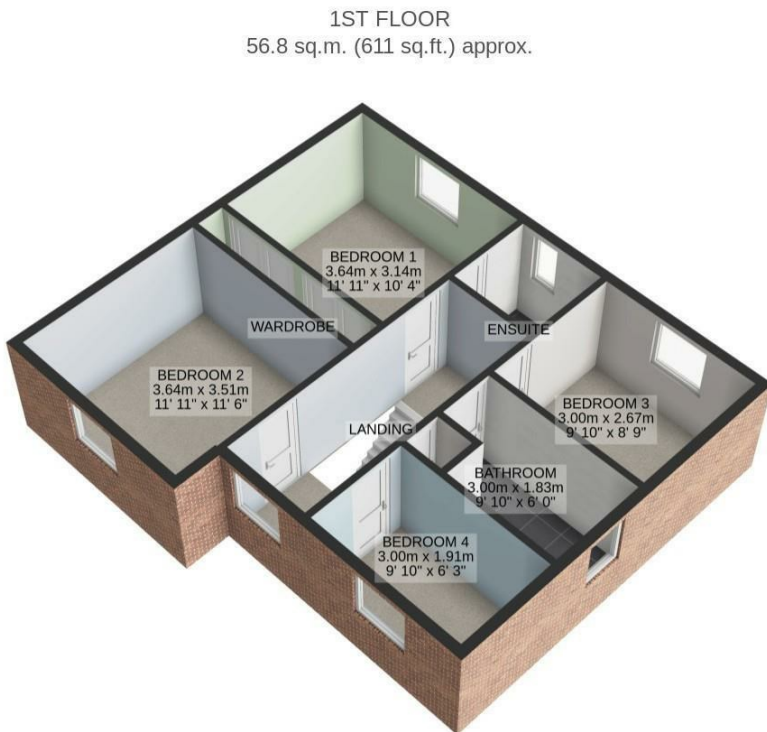 1ST FLOOR
56.8 sq.m. (611 sq.ft.) approx.
BEDROOM 1
3.64m x 3.14m
11' 11" x 10' 4"
WARDROBE
ENSUITE
BEDROOM 2
3.64m x 3.51m
11' 11" x 11' 6"
BEDROOM 3
3.00m x 2.67m
9' 10" x 8' 9"
LANDING
BATHROOM
3.00m x 1.83m
9' 10" x 6' 0"
BEDROOM 4
3.00m x 1.91m
9' 10" x 6' 3"